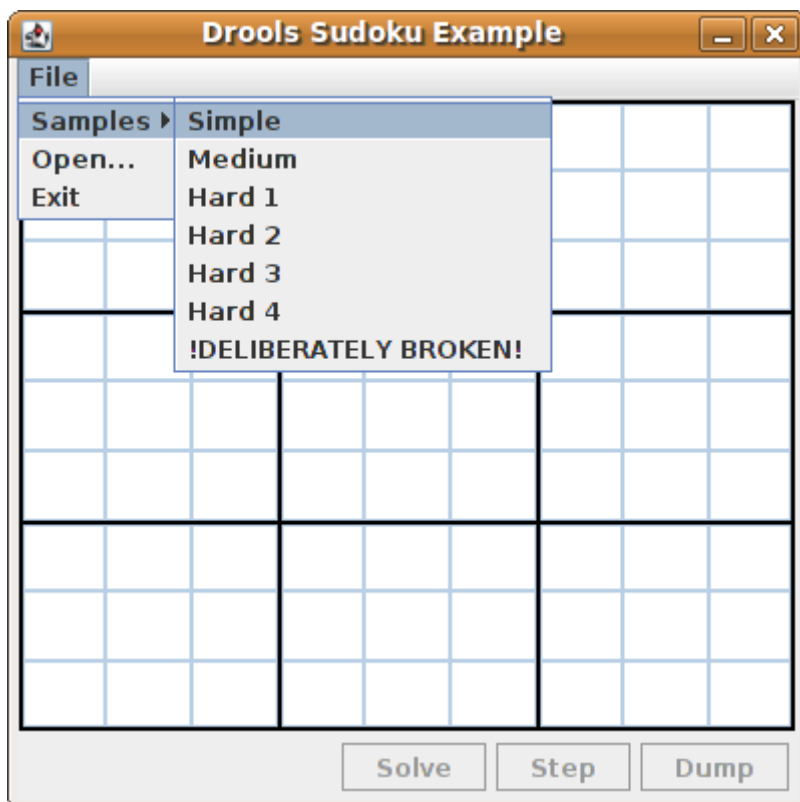 Drools Sudoku Example
File
Samples
Simple
Open...
Medium
Exit
Hard 1
Hard 2
Hard 3
Hard 4
!DELIBERATELY BROKEN!
Solve
Step
Dump